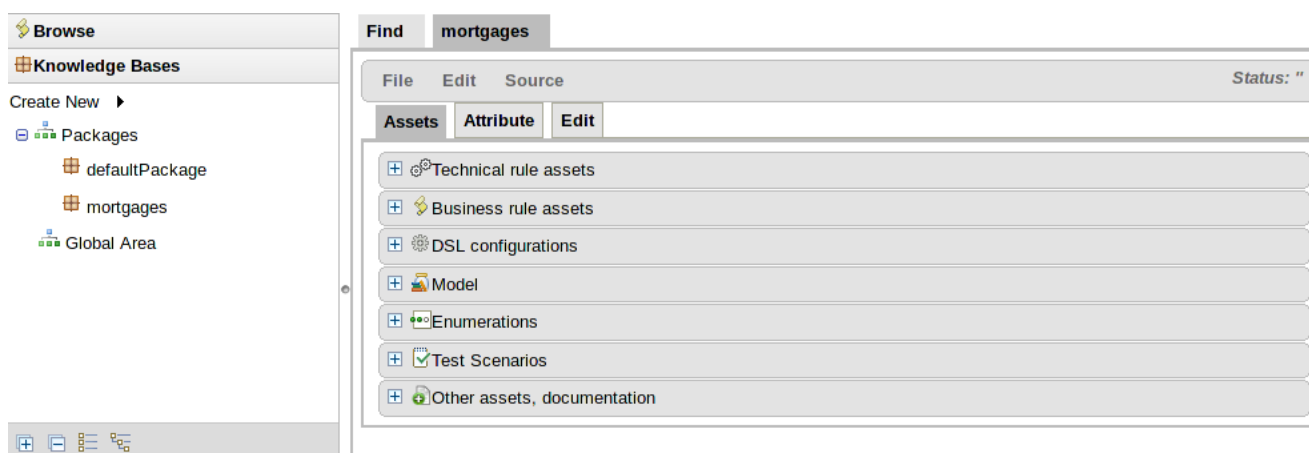 Browse
Knowledge Bases
Create New
Packages
defaultPackage
mortgages
Global Area
Find mortgages
File Edit Source Status: "
Assets Attribute Edit
Technical rule assets
Business rule assets
DSL configurations
Model
Enumerations
Test Scenarios
Other assets, documentation